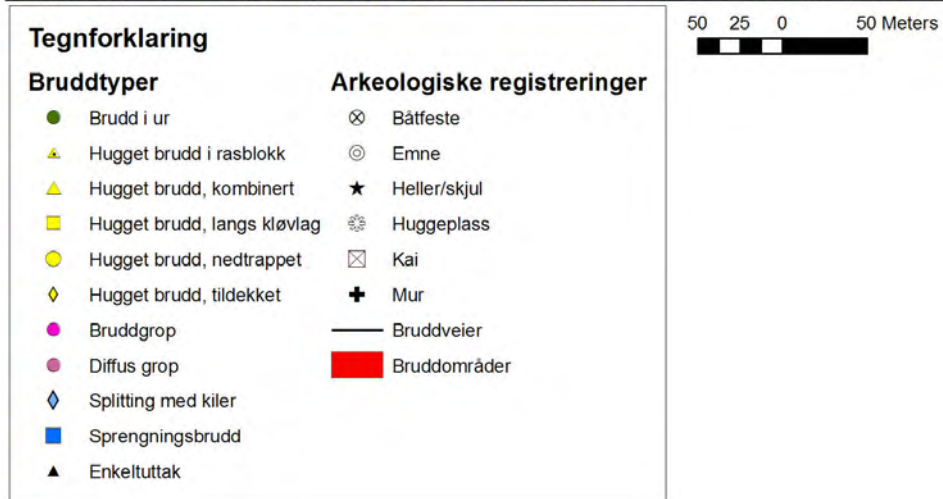 50 25 0 50 Meters
Tegnforklaring
Bruddtyper
Brudd i ur
Hugget brudd i rasblokk
Hugget brudd, kombinert
Hugget brudd, langs kløvlag
Hugget brudd, nedtrappet
Hugget brudd, tildekket
Bruddgrop
Diffus grop
Splitting med kiler
Sprengningsbrudd
Enkeltuttak
Arkeologiske registreringer
Båtfeste
Emne
Heller/skjul
Huggeplass
Kai
Mur
Bruddveier
Bruddområder